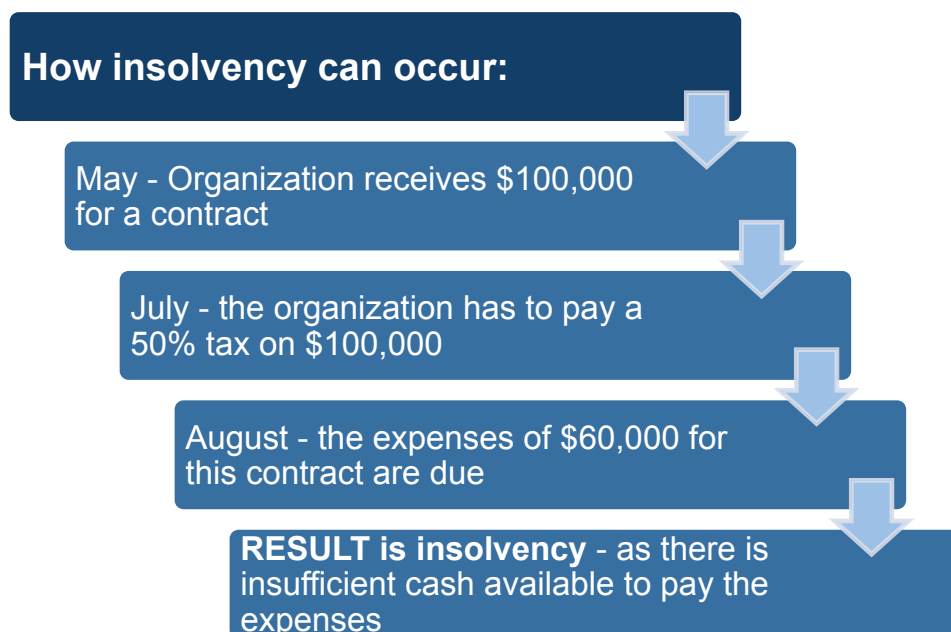 How insolvency can occur:
May - Organization receives $100,000
for a contract
July - the organization has to pay a
50% tax on $100,000
August - the expenses of $60,000 for
this contract are due
RESULT is insolvency - as there is
insufficient cash available to pay the
expenses